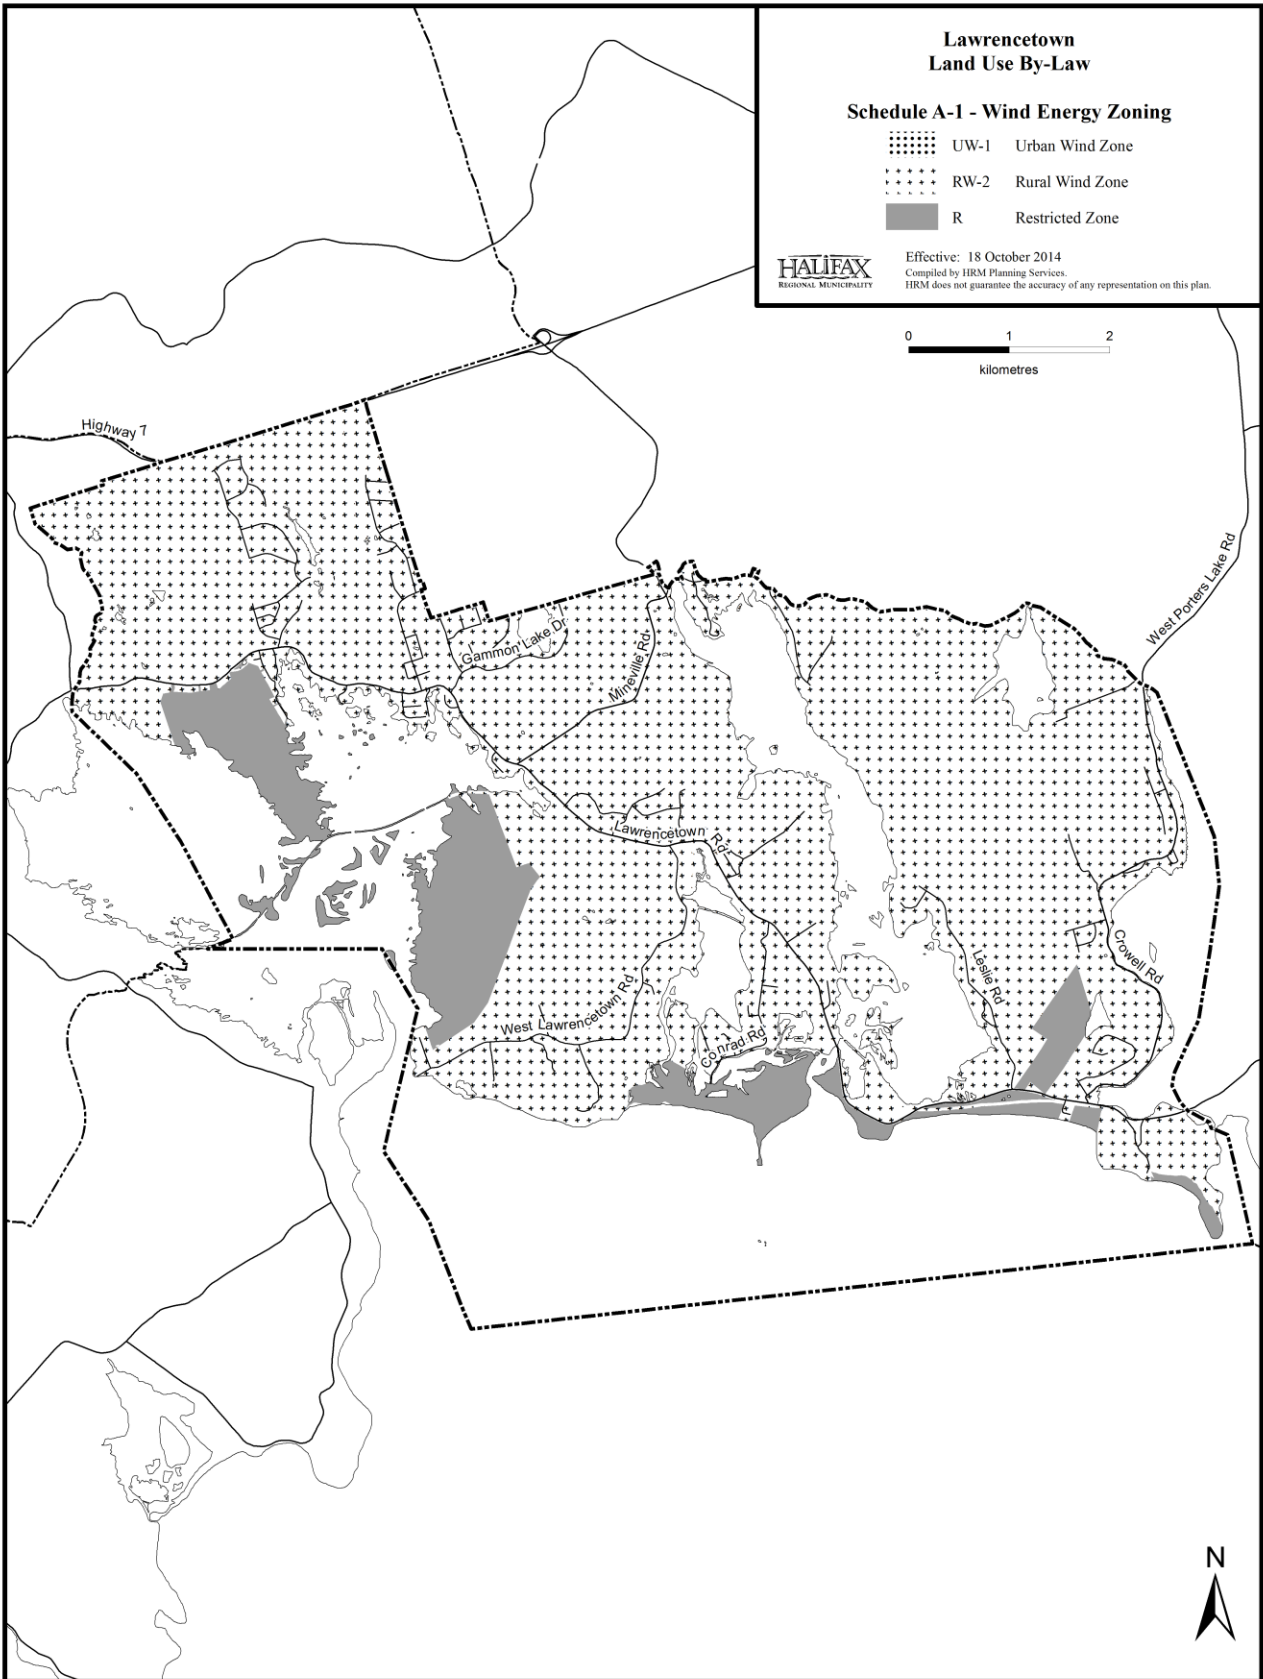 Lawrencetown
Land Use By-Law
Schedule A-1 - Wind Energy Zoning
UW-1 Urban Wind Zone
RW-2 Rural Wind Zone
R Restricted Zone
HALIFAX
REGIONAL MUNICIPALITY
Effective: 18 October 2014
Compiled by HRM Planning Services.
HRM does not guarantee the accuracy of any representation on this plan.
0 1 2
kilometres
Highway 7
West Porters Lake Rd
Gammon Lake Dr
Mineville Rd
Lawrencetown Rd
Crowell Rd
Leslie Rd
West Lawrencetown Rd
Conrad Rd
N